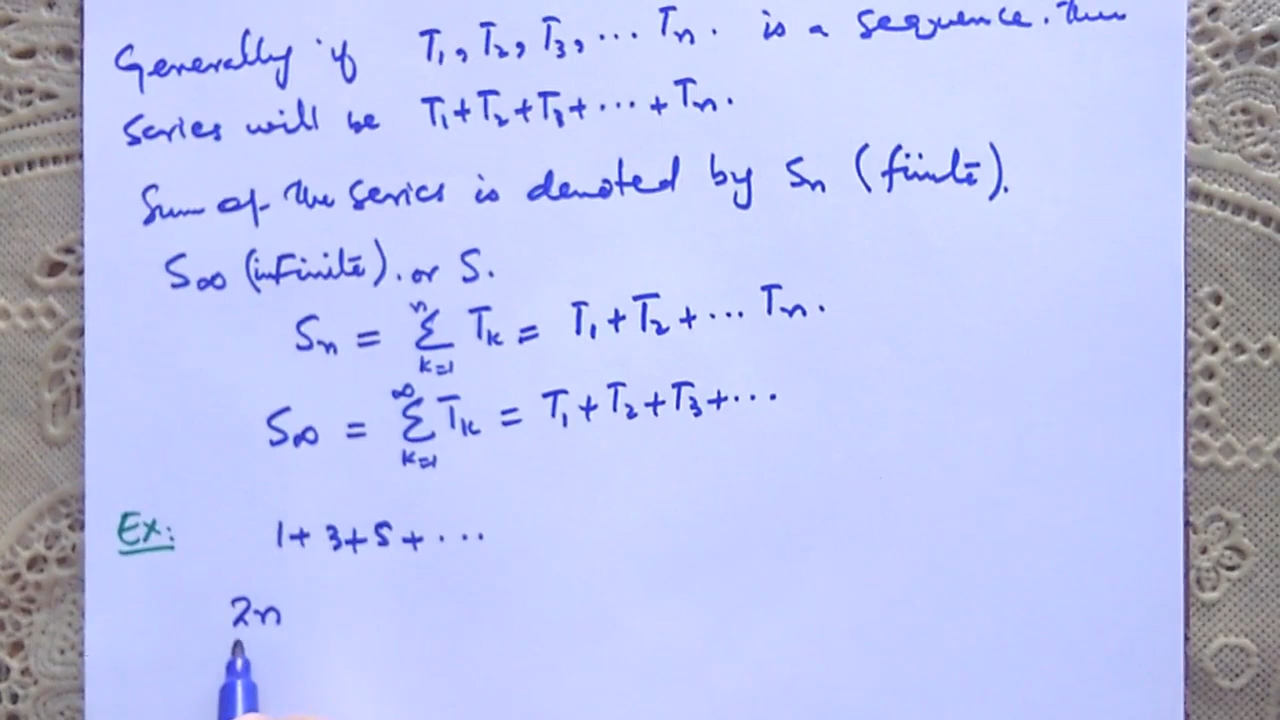 Generally if T₁, T₂, T₃, ... Tₙ. is a sequence. then
series will be T₁+T₂+T₃+ ... +Tₙ.
Sum of the series is denoted by Sₙ (finite).
S∞ (infinite). or S.
Sₙ = ∑ₖ₌₁ⁿ Tₖ = T₁+T₂+... Tₙ.
S∞ = ∑ₖ₌₁^∞ Tₖ = T₁+T₂+T₃+...
Ex: 1+3+5+...
2n